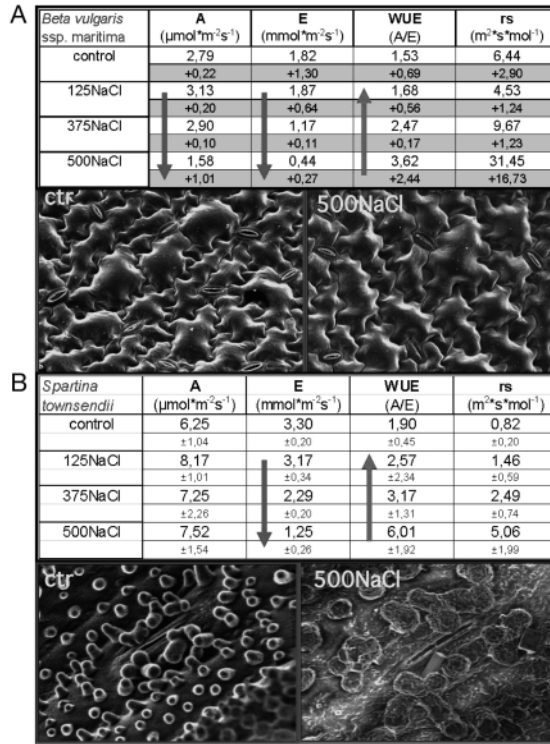 A
Beta vulgaris A E WUE rs
ssp. maritima (µmol*m⁻²s⁻¹) (mmol*m⁻²s⁻¹) (A/E) (m²*s*mol⁻¹)
control 2,79 1,82 1,53 6,44
+0,22 +1,30 +0,69 +2,90
125NaCl 3,13 1,87 1,68 4,53
+0,20 +0,64 +0,56 +1,24
375NaCl 2,90 1,17 2,47 9,67
+0,10 +0,11 +0,17 +1,23
500NaCl 1,58 0,44 3,62 31,45
+1,01 +0,27 +2,44 +16,73
ctr 500NaCl
B
Spartina A E WUE rs
townsendii (µmol*m⁻²s⁻¹) (mmol*m⁻²s⁻¹) (A/E) (m²*s*mol⁻¹)
control 6,25 3,30 1,90 0,82
±1,04 ±0,20 ±0,45 ±0,20
125NaCl 8,17 3,17 2,57 1,46
±1,01 ±0,34 ±2,34 ±0,59
375NaCl 7,25 2,29 3,17 2,49
±2,26 ±0,20 ±1,31 ±0,74
500NaCl 7,52 1,25 6,01 5,06
±1,54 ±0,26 ±1,92 ±1,99
ctr 500NaCl